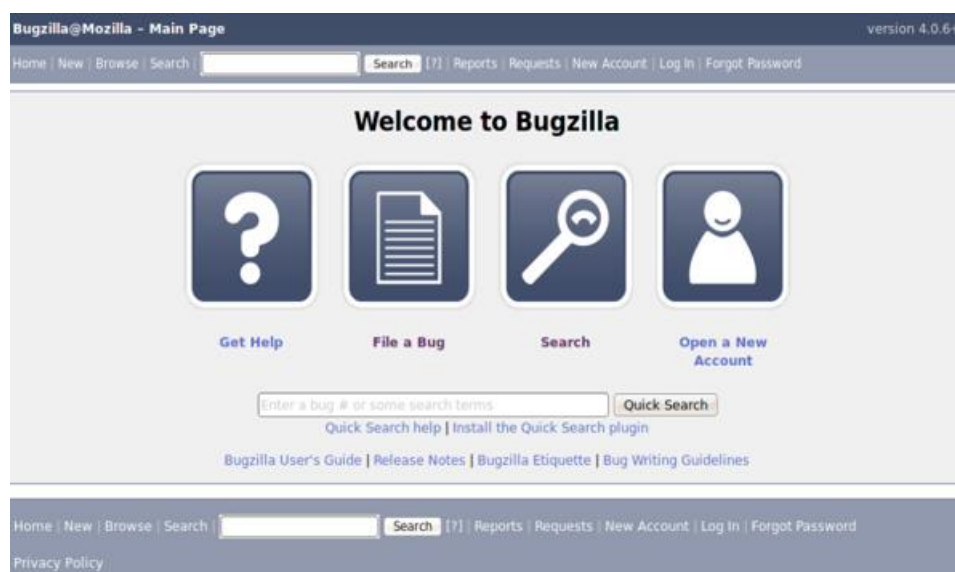 Bugzilla@Mozilla – Main Page version 4.0.6+
Home | New | Browse | Search | Search [?] | Reports | Requests | New Account | Log In | Forgot Password
Welcome to Bugzilla
?
Get Help File a Bug Search Open a New
Account
Enter a bug # or some search terms Quick Search
Quick Search help | Install the Quick Search plugin
Bugzilla User's Guide | Release Notes | Bugzilla Etiquette | Bug Writing Guidelines
Home | New | Browse | Search | Search [?] | Reports | Requests | New Account | Log In | Forgot Password
Privacy Policy